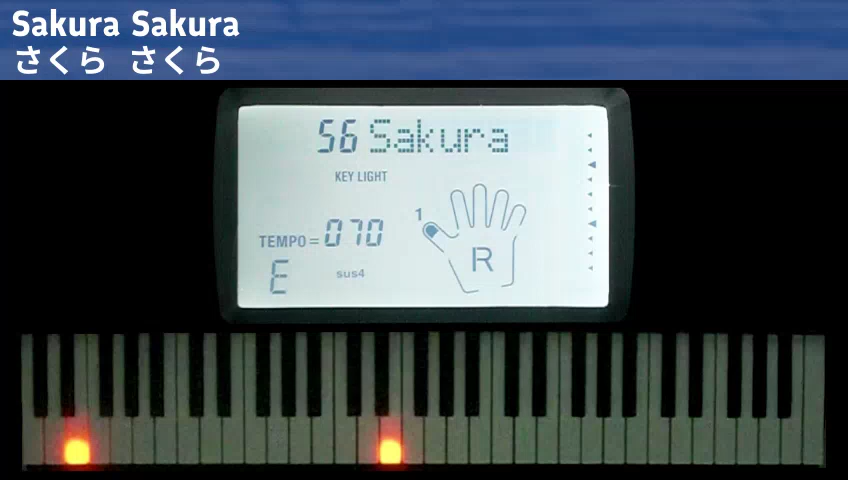 Sakura Sakura
さくら さくら
56 Sakura
KEY LIGHT
1
TEMPO = 070
R
E sus4